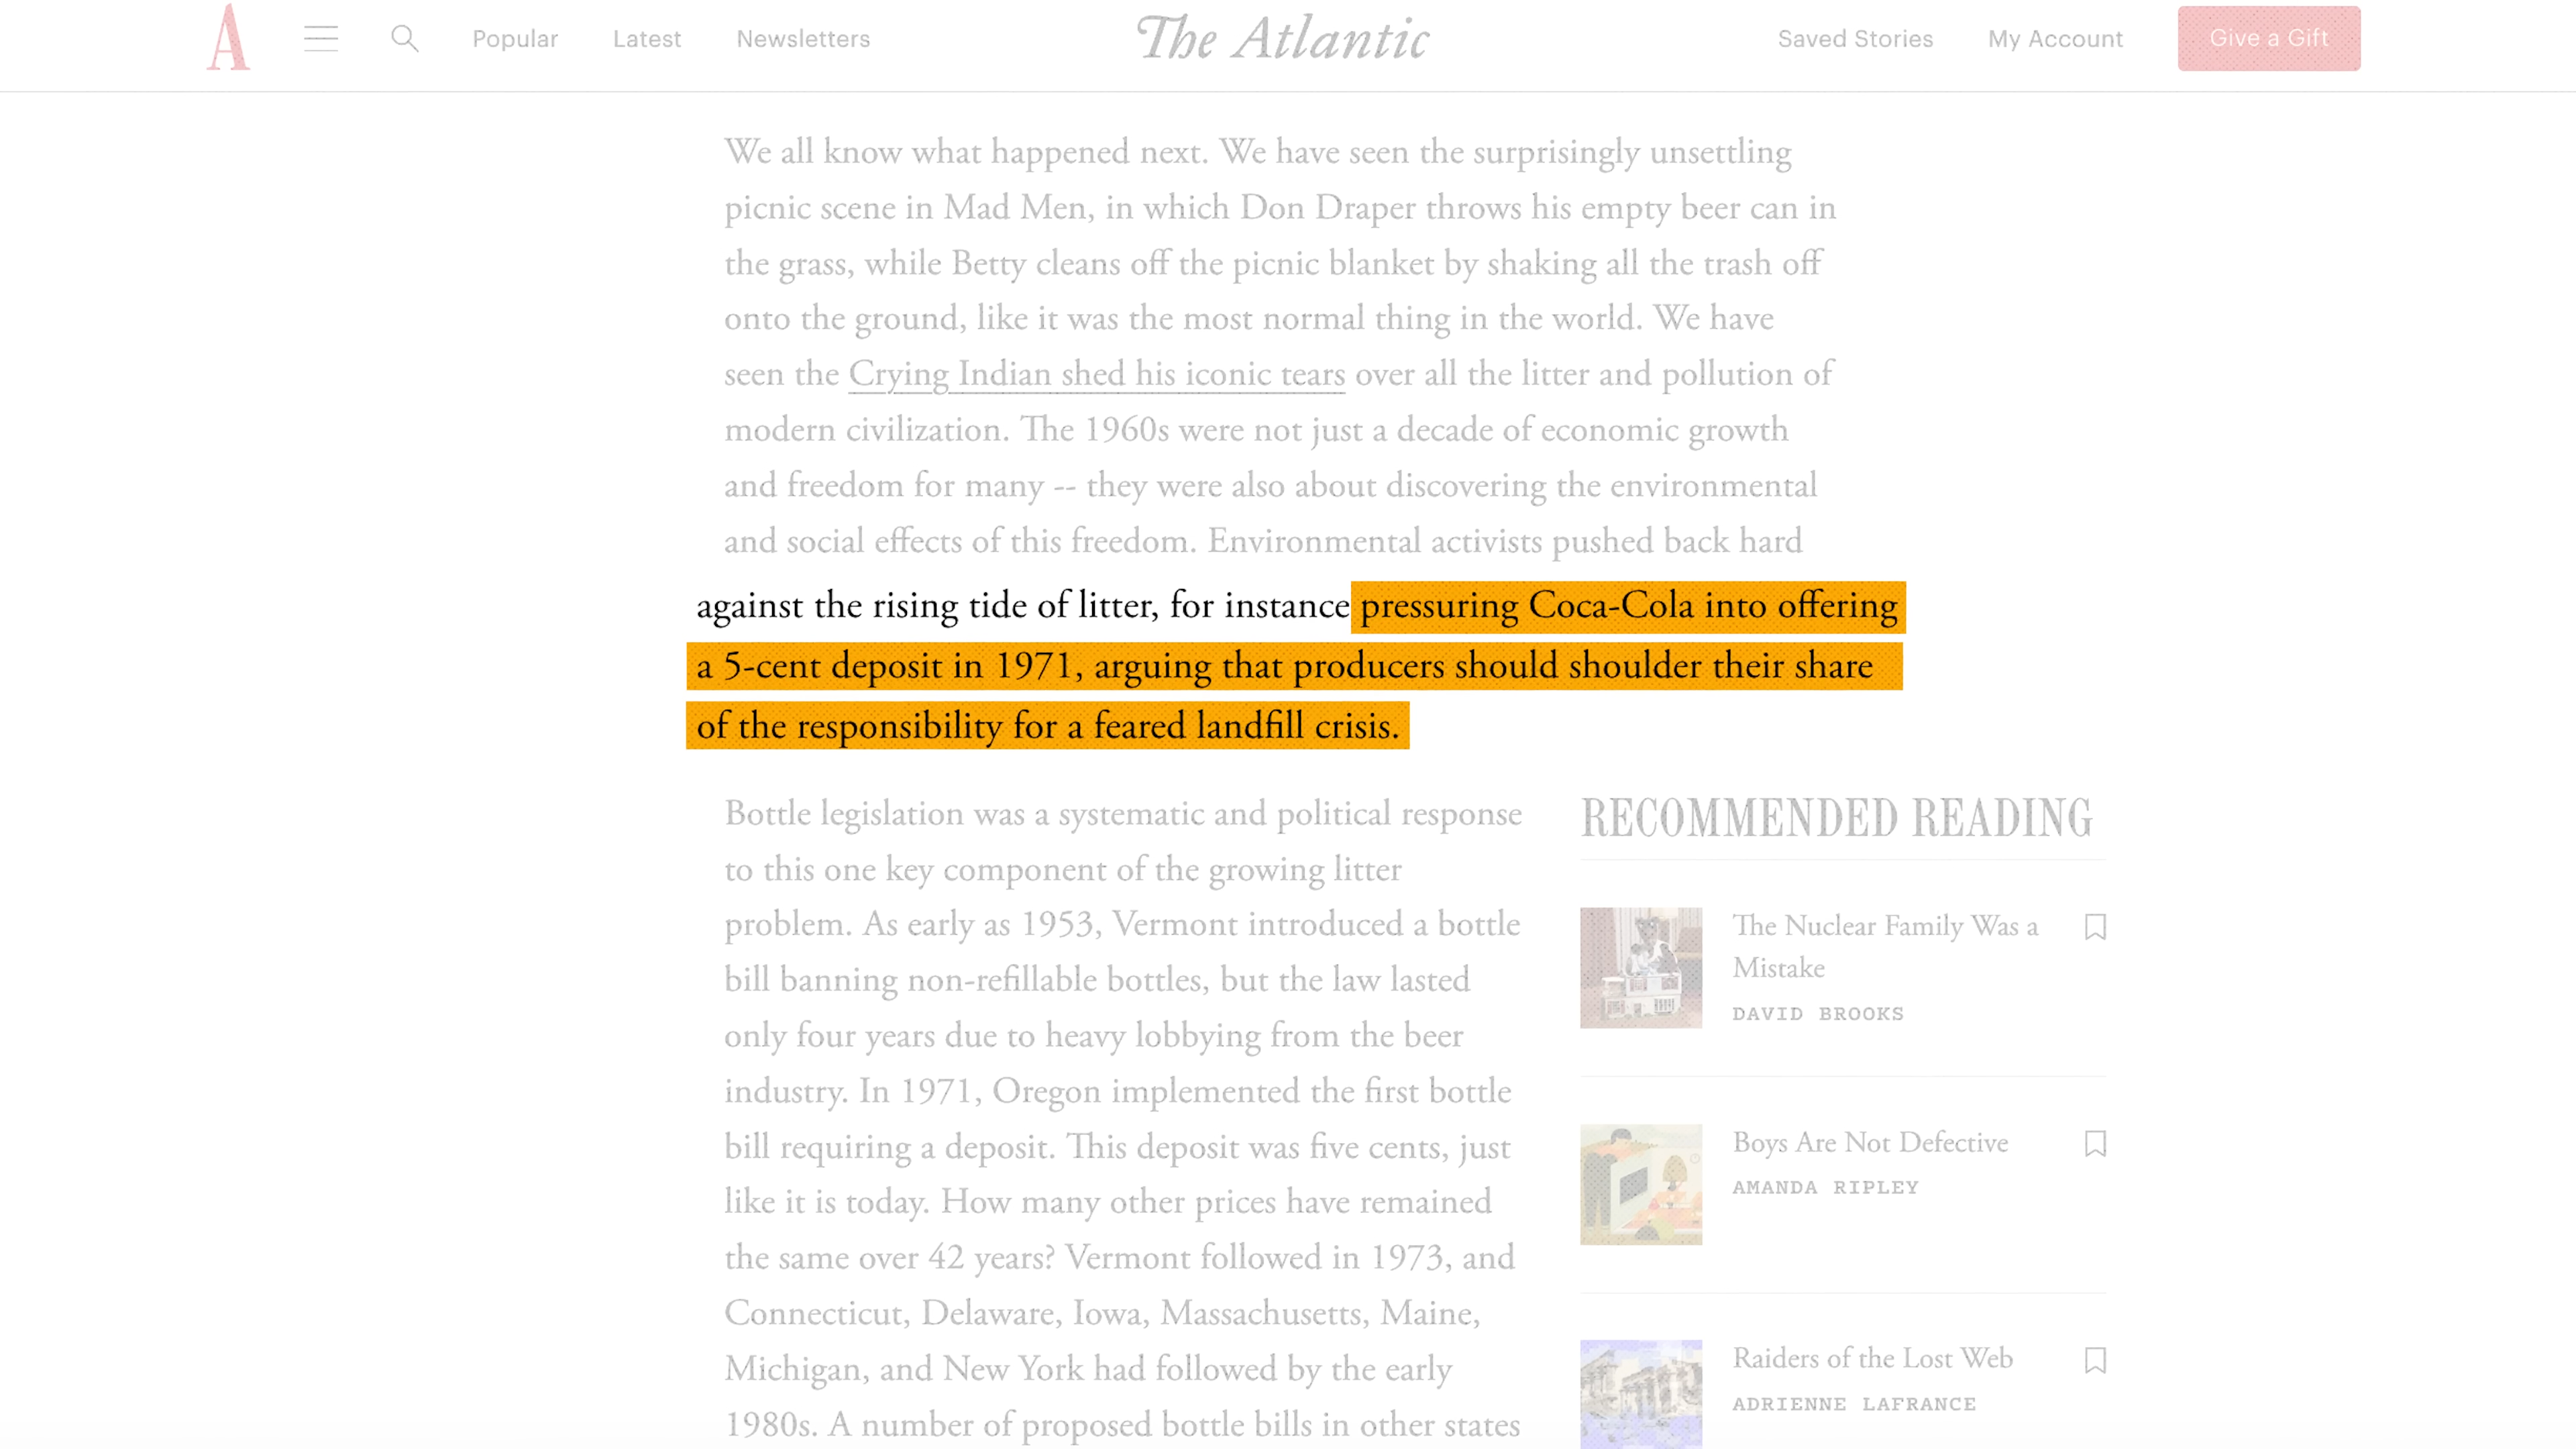 A
Popular
Latest
Newsletters
The Atlantic
Saved Stories
My Account
Give a Gift
We all know what happened next. We have seen the surprisingly unsettling
picnic scene in Mad Men, in which Don Draper throws his empty beer can in
the grass, while Betty cleans off the picnic blanket by shaking all the trash off
onto the ground, like it was the most normal thing in the world. We have
seen the Crying Indian shed his iconic tears over all the litter and pollution of
modern civilization. The 1960s were not just a decade of economic growth
and freedom for many -- they were also about discovering the environmental
and social effects of this freedom. Environmental activists pushed back hard
against the rising tide of litter, for instance pressuring Coca-Cola into offering
a 5-cent deposit in 1971, arguing that producers should shoulder their share
of the responsibility for a feared landfill crisis.
Bottle legislation was a systematic and political response
to this one key component of the growing litter
problem. As early as 1953, Vermont introduced a bottle
bill banning non-refillable bottles, but the law lasted
only four years due to heavy lobbying from the beer
industry. In 1971, Oregon implemented the first bottle
bill requiring a deposit. This deposit was five cents, just
like it is today. How many other prices have remained
the same over 42 years? Vermont followed in 1973, and
Connecticut, Delaware, Iowa, Massachusetts, Maine,
Michigan, and New York had followed by the early
1980s. A number of proposed bottle bills in other states
RECOMMENDED READING
The Nuclear Family Was a
Mistake
DAVID BROOKS
Boys Are Not Defective
AMANDA RIPLEY
Raiders of the Lost Web
ADRIENNE LAFRANCE